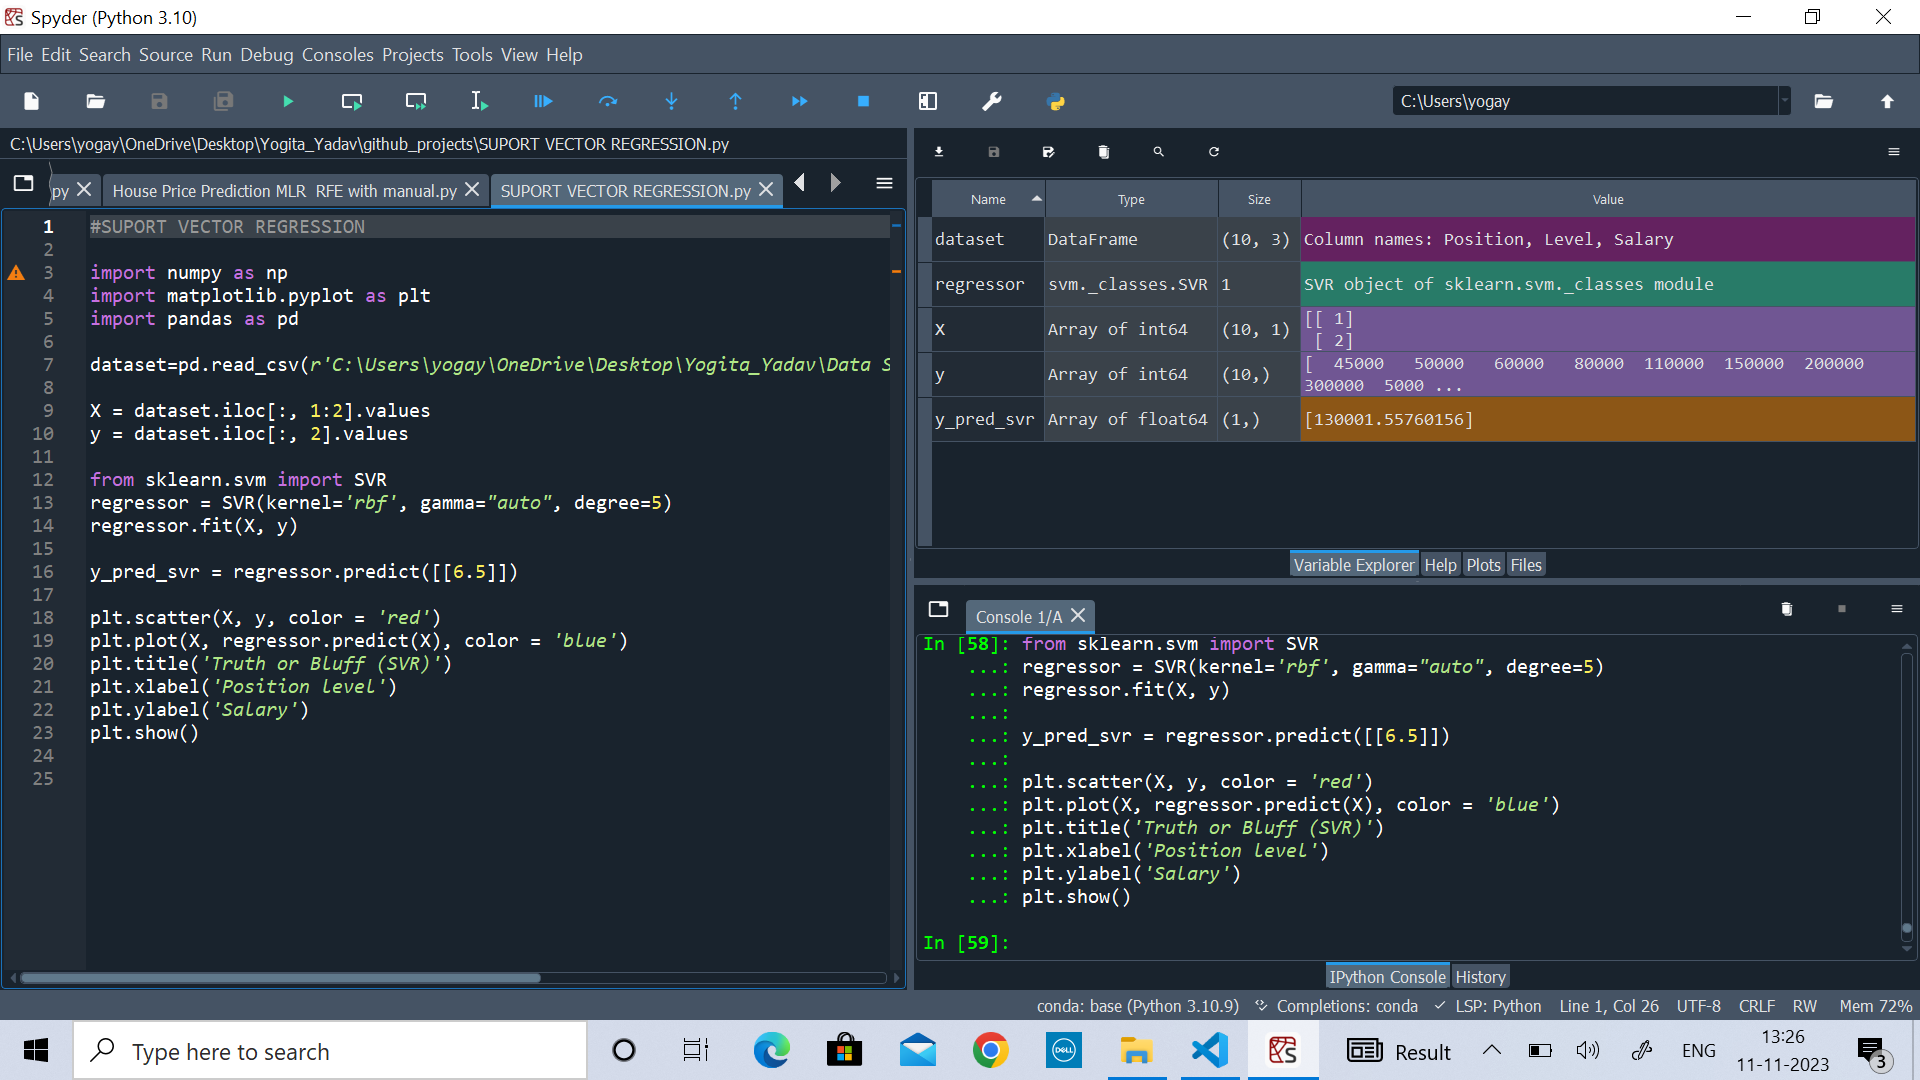 Spyder (Python 3.10)
File Edit Search Source Run Debug Consoles Projects Tools View Help
C:\Users\yogay
C:\Users\yogay\OneDrive\Desktop\Yogita_Yadav\github_projects\SUPORT VECTOR REGRESSION.py
py House Price Prediction MLR RFE with manual.py SUPORT VECTOR REGRESSION.py
1 #SUPORT VECTOR REGRESSION
2
3 import numpy as np
4 import matplotlib.pyplot as plt
5 import pandas as pd
6
7 dataset=pd.read_csv(r'C:\Users\yogay\OneDrive\Desktop\Yogita_Yadav\Data S
8
9 X = dataset.iloc[:, 1:2].values
10 y = dataset.iloc[:, 2].values
11
12 from sklearn.svm import SVR
13 regressor = SVR(kernel='rbf', gamma="auto", degree=5)
14 regressor.fit(X, y)
15
16 y_pred_svr = regressor.predict([[6.5]])
17
18 plt.scatter(X, y, color = 'red')
19 plt.plot(X, regressor.predict(X), color = 'blue')
20 plt.title('Truth or Bluff (SVR)')
21 plt.xlabel('Position level')
22 plt.ylabel('Salary')
23 plt.show()
24
25
Name Type Size Value
dataset DataFrame (10, 3) Column names: Position, Level, Salary
regressor svm._classes.SVR 1 SVR object of sklearn.svm._classes module
X Array of int64 (10, 1) [[ 1]
[ 2]
y Array of int64 (10,) [ 45000 50000 60000 80000 110000 150000 200000
300000 5000 ...
y_pred_svr Array of float64 (1,) [130001.55760156]
Variable Explorer Help Plots Files
Console 1/A
In [58]: from sklearn.svm import SVR
...: regressor = SVR(kernel='rbf', gamma="auto", degree=5)
...: regressor.fit(X, y)
...:
...: y_pred_svr = regressor.predict([[6.5]])
...:
...: plt.scatter(X, y, color = 'red')
...: plt.plot(X, regressor.predict(X), color = 'blue')
...: plt.title('Truth or Bluff (SVR)')
...: plt.xlabel('Position level')
...: plt.ylabel('Salary')
...: plt.show()
In [59]:
IPython Console History
conda: base (Python 3.10.9) Completions: conda LSP: Python Line 1, Col 26 UTF-8 CRLF RW Mem 72%
Type here to search
DELL
Result
ENG
13:26
11-11-2023
3